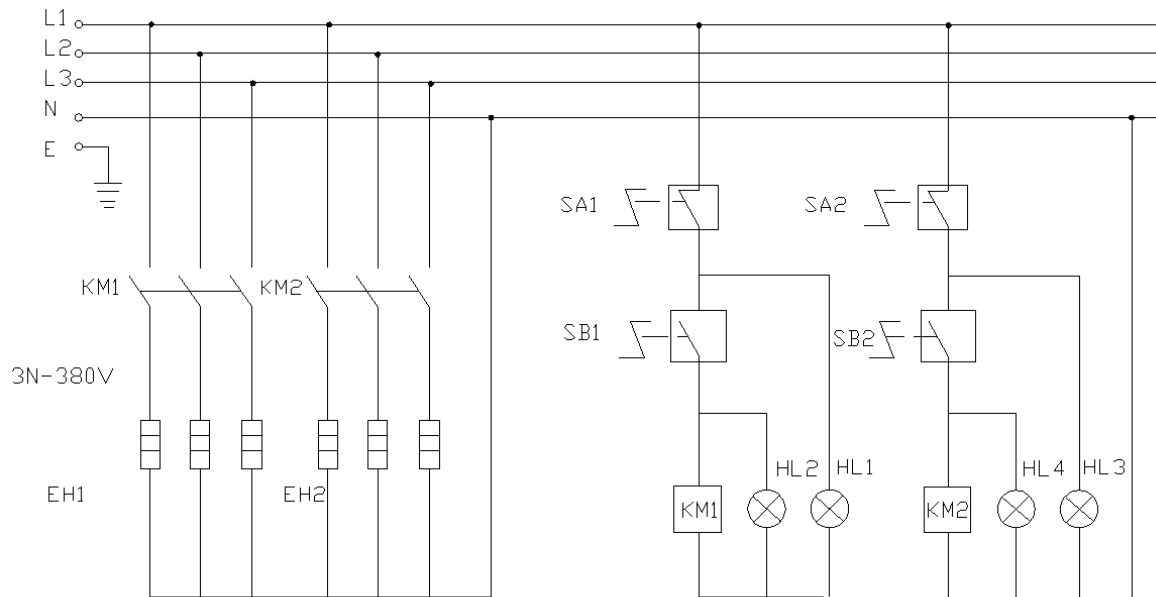 L1
L2
L3
N
E
SA1 SA2
KM1 KM2
SB1 SB2
3N-380V
HL2 HL1 HL4 HL3
EH1 EH2
KM1 KM2